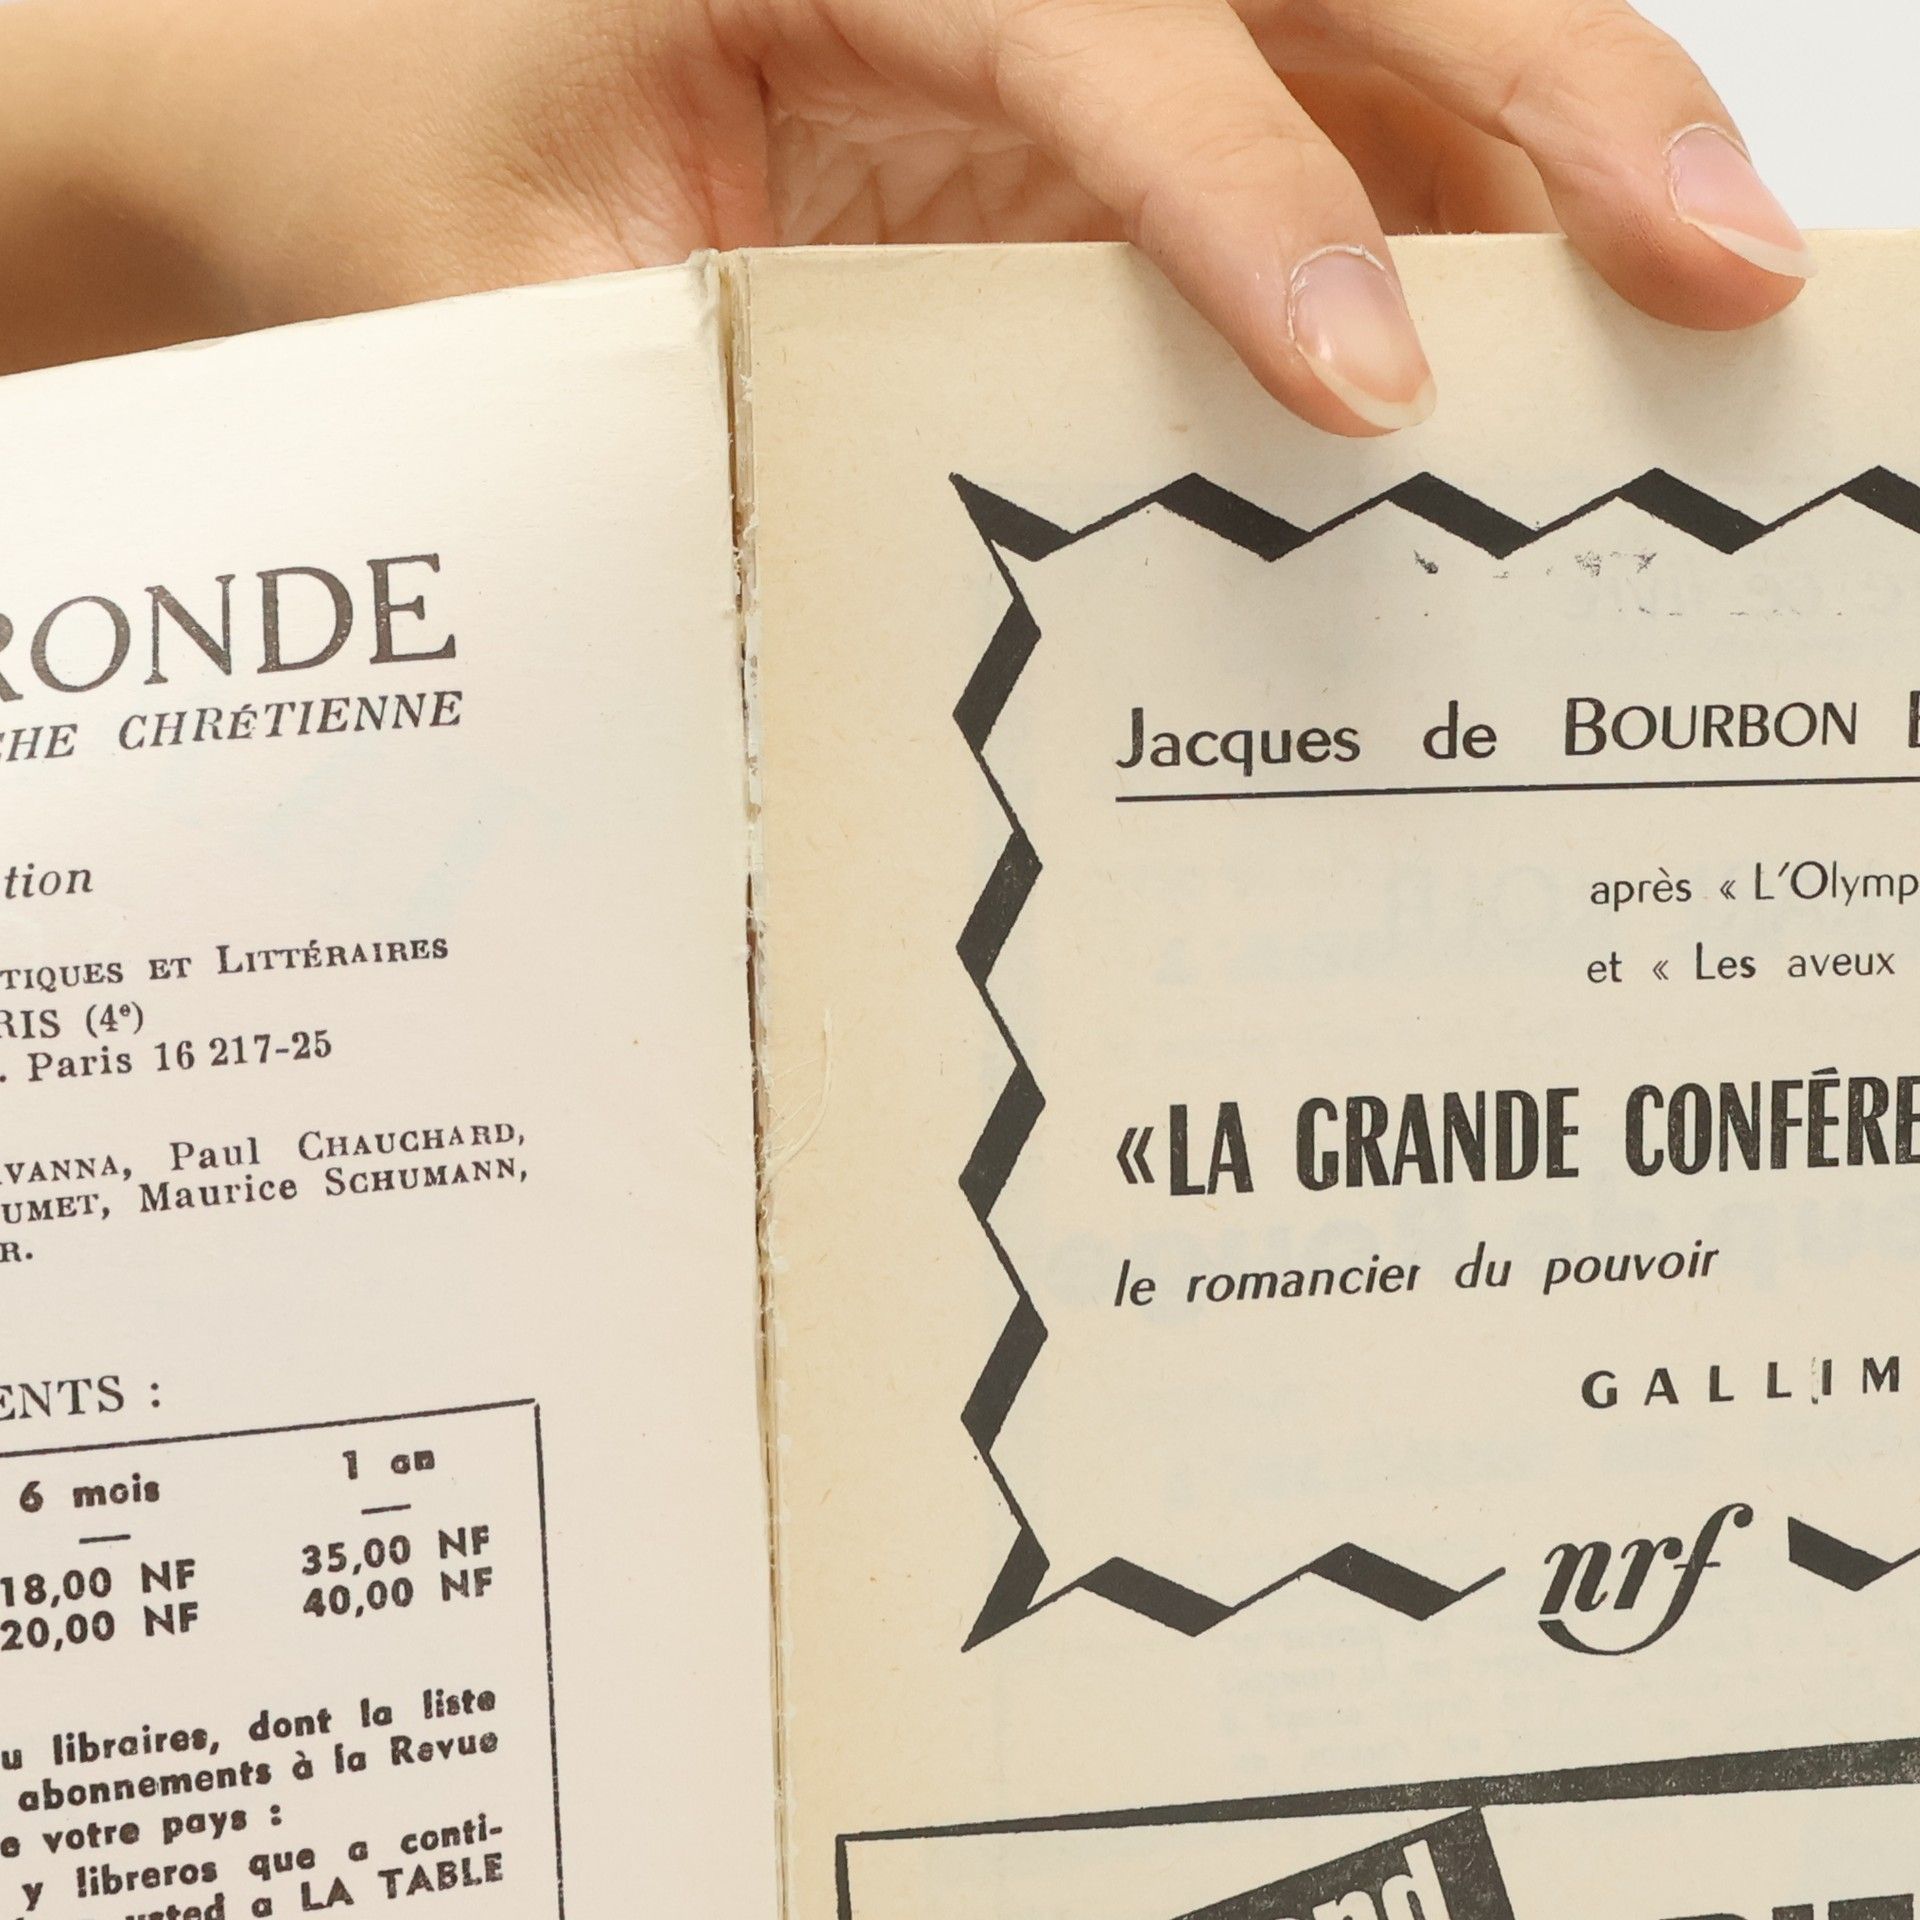 RONDE
CHE CHRÉTIENNE
tion
TIQUES ET LITTÉRAIRES
RIS (4e)
. Paris 16 217-25
VANNA, Paul CHAUCHARD,
UMET, Maurice SCHUMANN,
R.
ENTS :
6 mois 1 an
18,00 NF 35,00 NF
20,00 NF 40,00 NF
u libraires, dont la liste
abonnements à la Revue
e votre pays :
y libreros que a conti-
usted a LA TABLE
Jacques de BOURBON
après « L'Olymp
et « Les aveux
«LA GRANDE CONFÉRE
le romancier du pouvoir
GALLIM
nrf